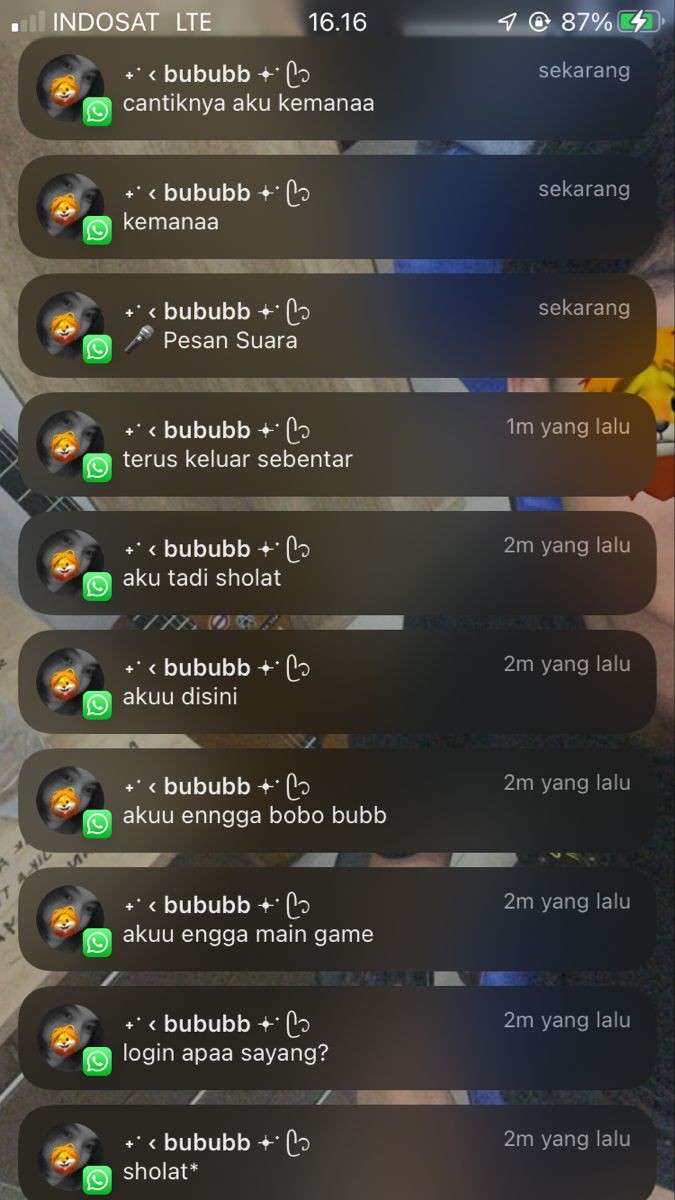 INDOSAT LTE 16.16 87%
˖˙ ‹ bububb ✦˙ ᥫ᭡ sekarang
cantiknya aku kemanaa
˖˙ ‹ bububb ✦˙ ᥫ᭡ sekarang
kemanaa
˖˙ ‹ bububb ✦˙ ᥫ᭡ sekarang
🎤 Pesan Suara
˖˙ ‹ bububb ✦˙ ᥫ᭡ 1m yang lalu
terus keluar sebentar
˖˙ ‹ bububb ✦˙ ᥫ᭡ 2m yang lalu
aku tadi sholat
˖˙ ‹ bububb ✦˙ ᥫ᭡ 2m yang lalu
akuu disini
˖˙ ‹ bububb ✦˙ ᥫ᭡ 2m yang lalu
akuu enngga bobo bubb
˖˙ ‹ bububb ✦˙ ᥫ᭡ 2m yang lalu
akuu engga main game
˖˙ ‹ bububb ✦˙ ᥫ᭡ 2m yang lalu
login apaa sayang?
˖˙ ‹ bububb ✦˙ ᥫ᭡ 2m yang lalu
sholat*